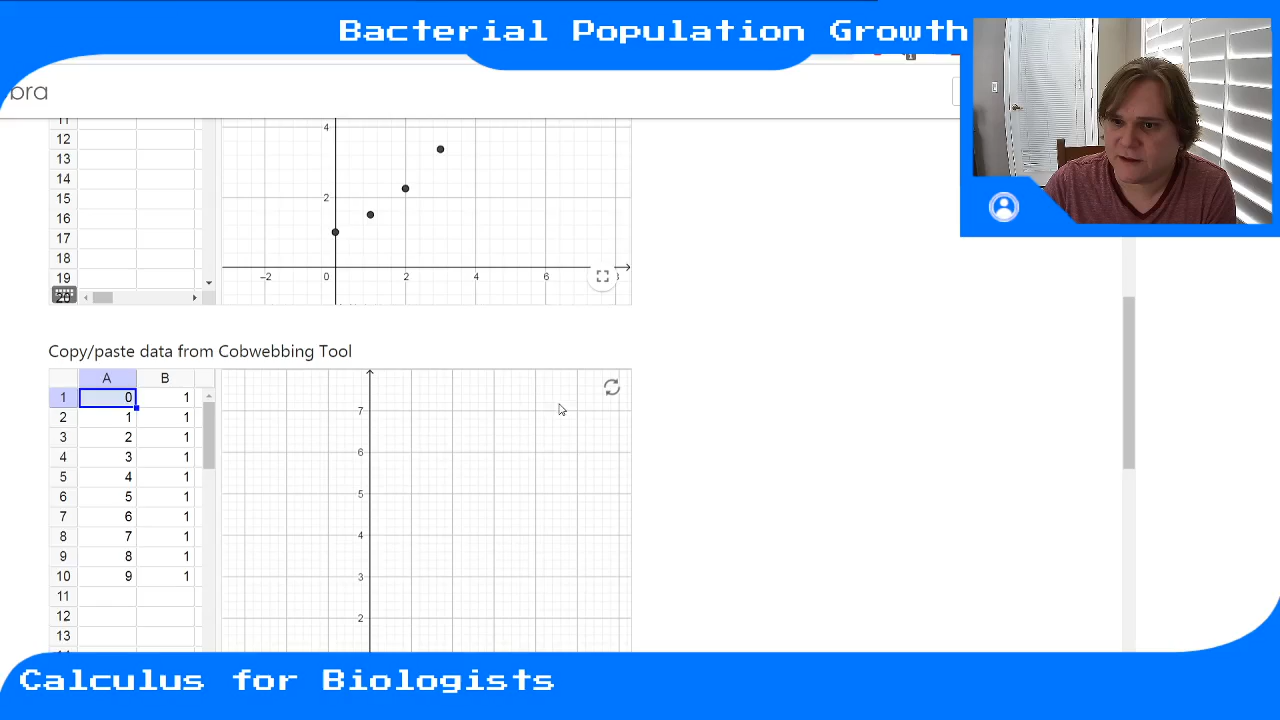 Bacterial Population Growth
bra
11
12
13
14
15
16
17
18
19
4
2
-2 0 2 4 6
Copy/paste data from Cobwebbing Tool
A B
1 0 1
2 1 1
3 2 1
4 3 1
5 4 1
6 5 1
7 6 1
8 7 1
9 8 1
10 9 1
11
12
13
7
6
5
4
3
2
Calculus for Biologists